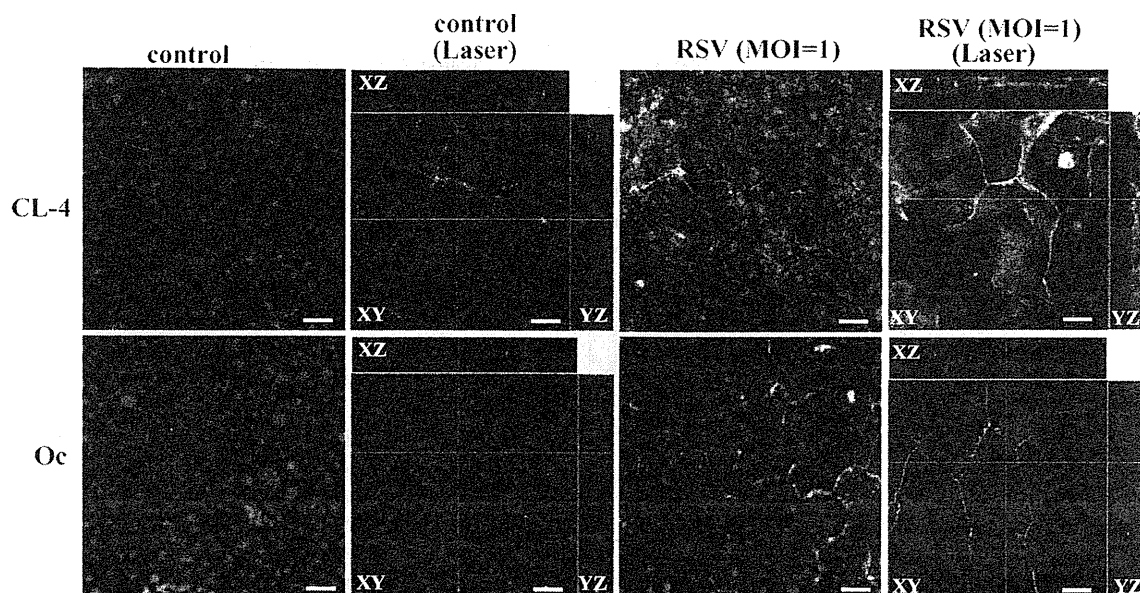 control
control
(Laser)
RSV (MOI=1)
RSV (MOI=1)
(Laser)
CL-4
XZ
XY
YZ
XZ
XY
YZ
Oc
XZ
XY
YZ
XZ
XY
YZ